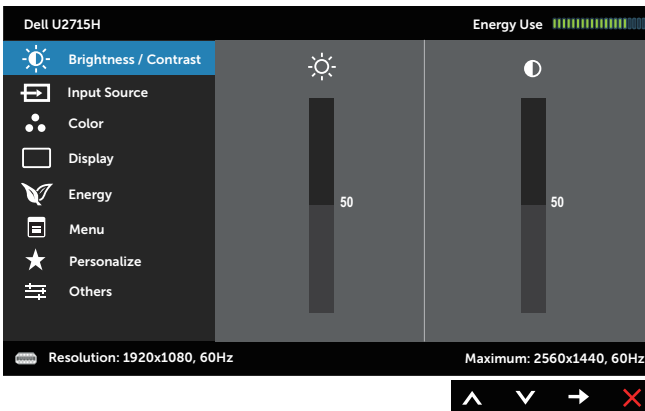 Dell U2715H Energy Use
Brightness / Contrast
Input Source
Color
Display
Energy
Menu
Personalize
Others
50 50
Resolution: 1920x1080, 60Hz Maximum: 2560x1440, 60Hz